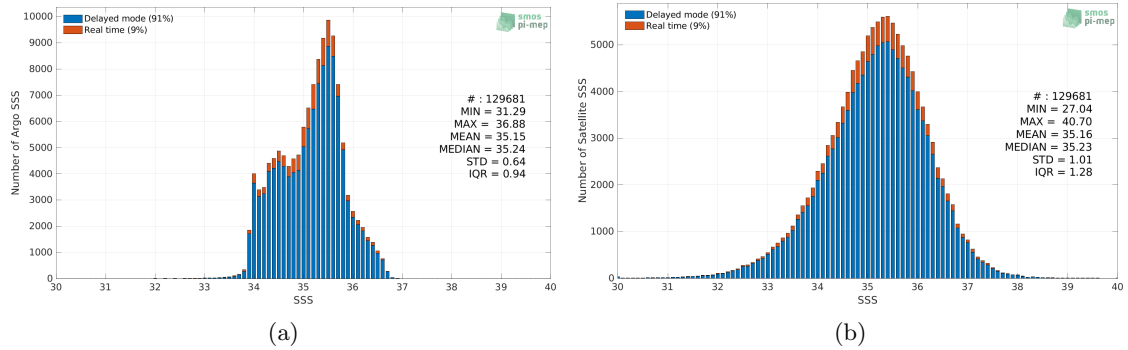 Delayed mode (91%)
Real time (9%)
smos
pi-mep
10000
9000
8000
7000
6000
5000
4000
3000
2000
1000
0
Number of Argo SSS
# : 129681
MIN = 31.29
MAX = 36.88
MEAN = 35.15
MEDIAN = 35.24
STD = 0.64
IQR = 0.94
30 31 32 33 34 35 36 37 38 39 40
SSS
(a)
Delayed mode (91%)
Real time (9%)
smos
pi-mep
5000
4000
3000
2000
1000
0
Number of Satellite SSS
# : 129681
MIN = 27.04
MAX = 40.70
MEAN = 35.16
MEDIAN = 35.23
STD = 1.01
IQR = 1.28
30 31 32 33 34 35 36 37 38 39 40
SSS
(b)